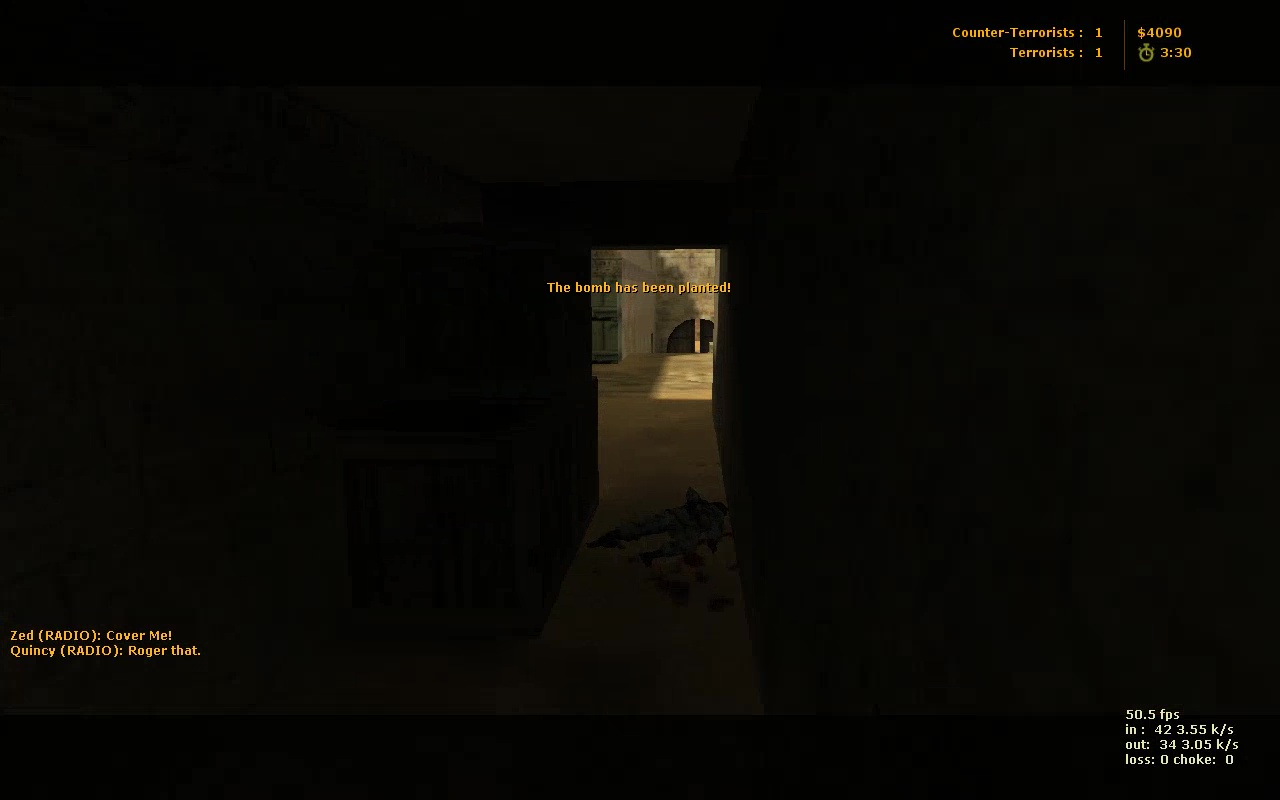 Counter-Terrorists : 1
$4090
Terrorists : 1
3:30
The bomb has been planted!
Zed (RADIO): Cover Me!
Quincy (RADIO): Roger that.
50.5 fps
in : 42 3.55 k/s
out: 34 3.05 k/s
loss: 0 choke: 0